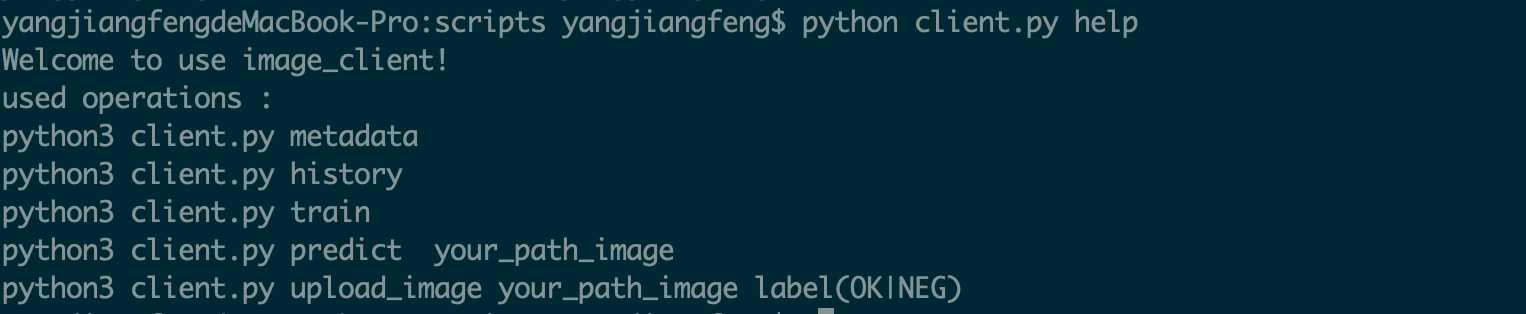 yangjiangfengdeMacBook-Pro:scripts yangjiangfeng$ python client.py help
Welcome to use image_client!
used operations :
python3 client.py metadata
python3 client.py history
python3 client.py train
python3 client.py predict  your_path_image
python3 client.py upload_image your_path_image label(OK|NEG)